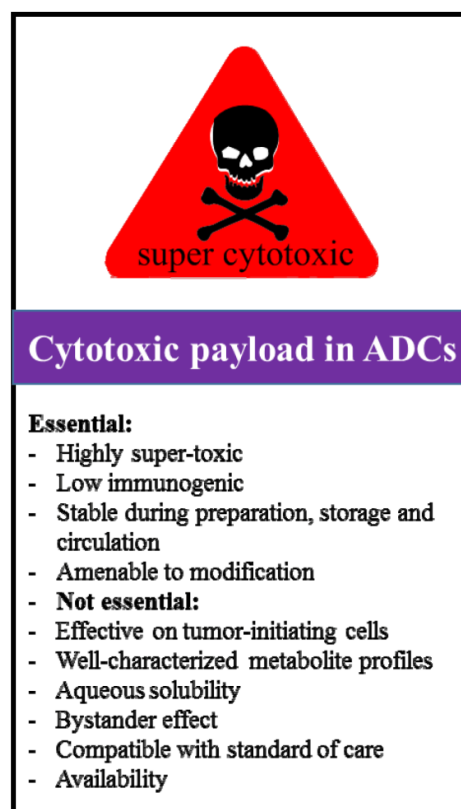 super cytotoxic
Cytotoxic payload in ADCs
Essential:
- Highly super-toxic
- Low immunogenic
- Stable during preparation, storage and
circulation
- Amenable to modification
- Not essential:
- Effective on tumor-initiating cells
- Well-characterized metabolite profiles
- Aqueous solubility
- Bystander effect
- Compatible with standard of care
- Availability